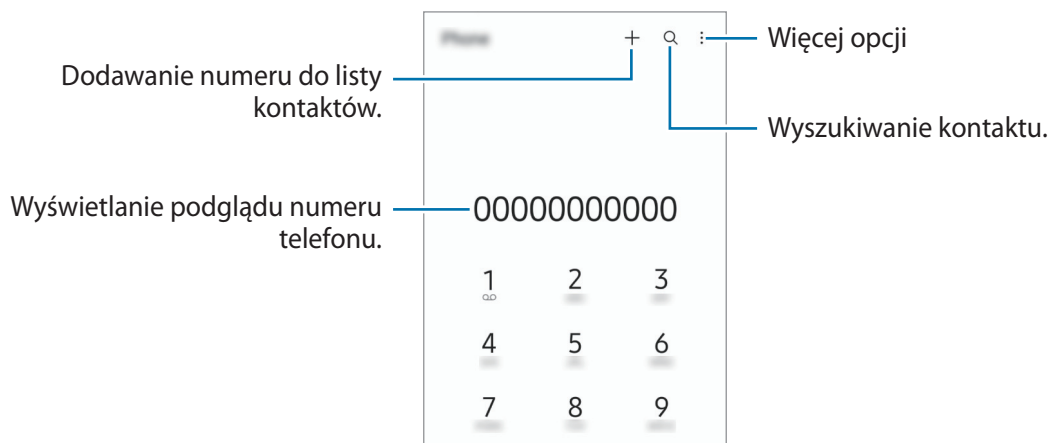 Więcej opcji
Dodawanie numeru do listy
kontaktów.
Wyszukiwanie kontaktu.
Wyświetlanie podglądu numeru
telefonu.
00000000000
1 2 3
4 5 6
7 8 9